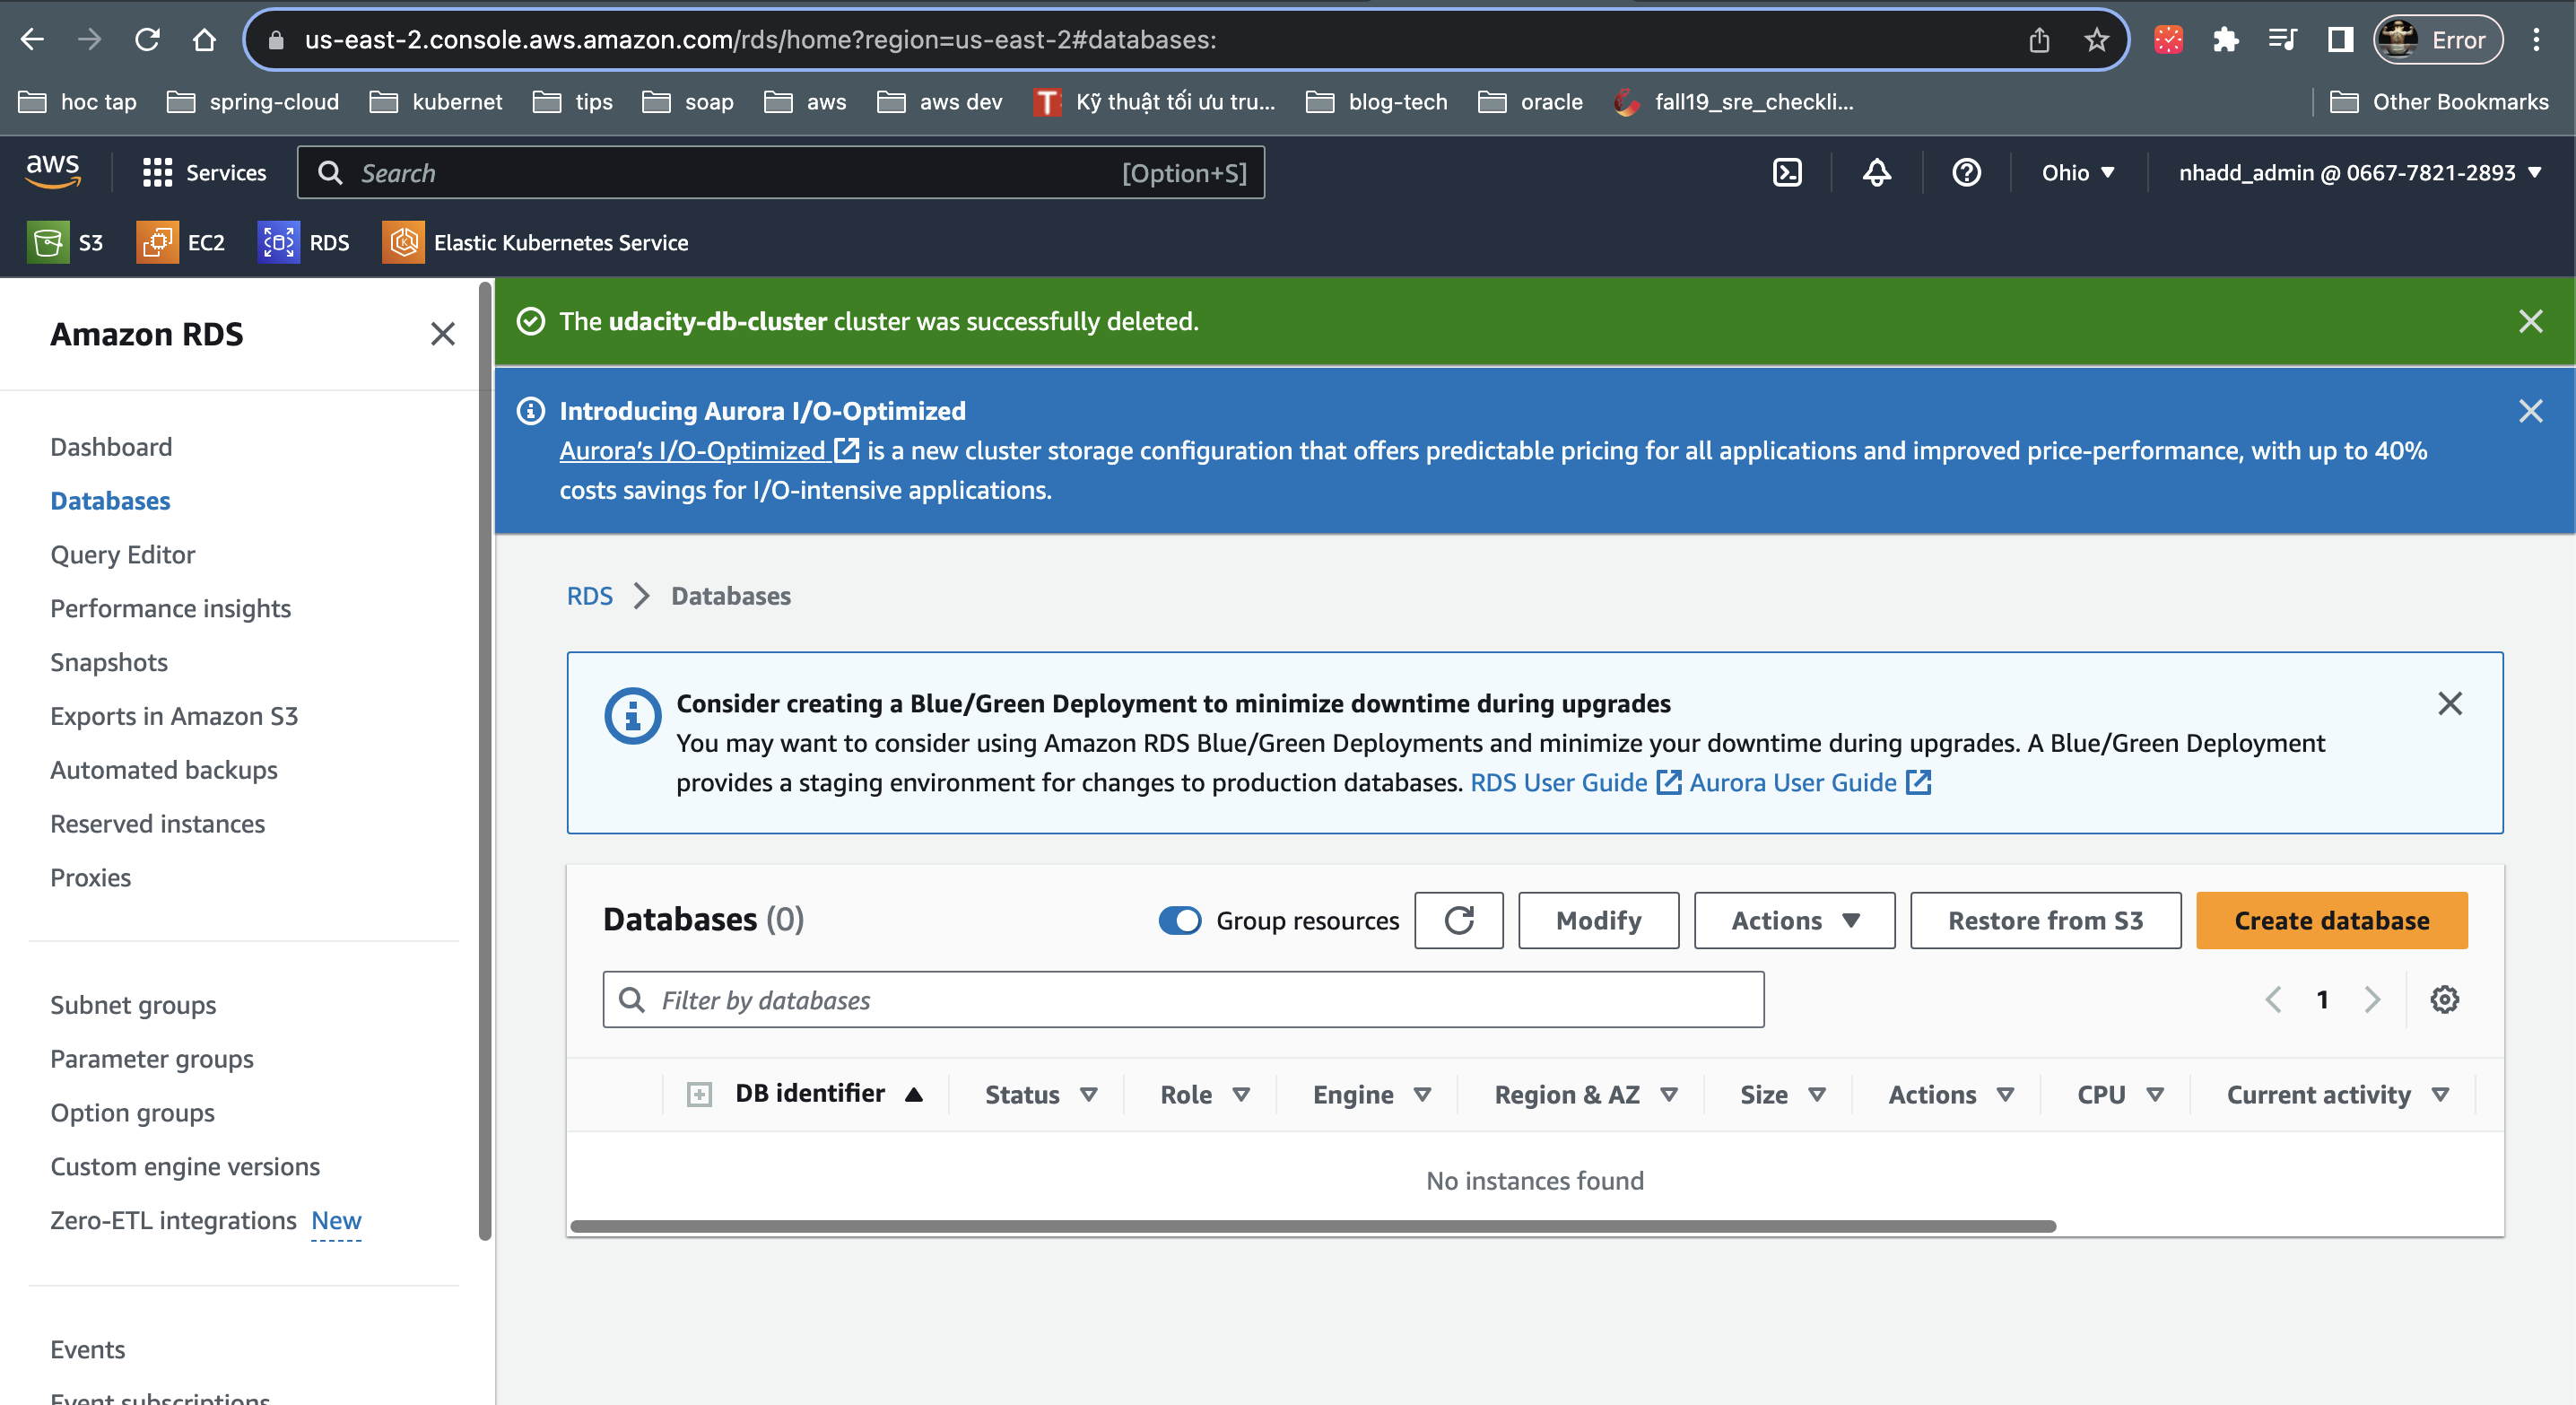 us-east-2.console.aws.amazon.com/rds/home?region=us-east-2#databases:
Error
hoc tap
spring-cloud
kubernet
tips
soap
aws
aws dev
T
Kỹ thuật tối ưu tru...
blog-tech
oracle
fall19_sre_checkli...
Other Bookmarks
aws
Services
Search
[Option+S]
Ohio
nhadd_admin @ 0667-7821-2893
S3
EC2
RDS
Elastic Kubernetes Service
Amazon RDS
Dashboard
Databases
Query Editor
Performance insights
Snapshots
Exports in Amazon S3
Automated backups
Reserved instances
Proxies
Subnet groups
Parameter groups
Option groups
Custom engine versions
Zero-ETL integrations New
Events
Event subscriptions
The udacity-db-cluster cluster was successfully deleted.
Introducing Aurora I/O-Optimized
Aurora's I/O-Optimized is a new cluster storage configuration that offers predictable pricing for all applications and improved price-performance, with up to 40%
costs savings for I/O-intensive applications.
RDS > Databases
Consider creating a Blue/Green Deployment to minimize downtime during upgrades
You may want to consider using Amazon RDS Blue/Green Deployments and minimize your downtime during upgrades. A Blue/Green Deployment
provides a staging environment for changes to production databases. RDS User Guide Aurora User Guide
Databases (0)
Group resources
Modify
Actions
Restore from S3
Create database
Filter by databases
1
DB identifier
Status
Role
Engine
Region & AZ
Size
Actions
CPU
Current activity
No instances found